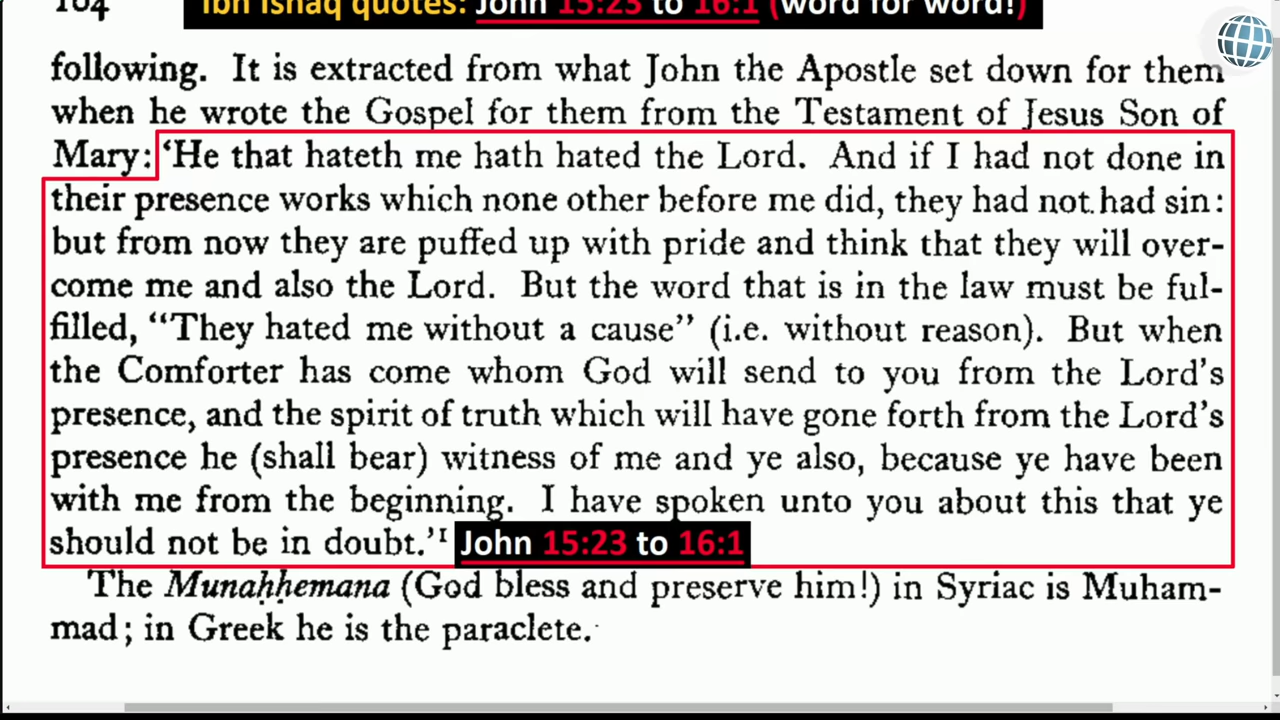 104
Ibn Ishaq quotes: John 15:23 to 16:1 (word for word!)
following. It is extracted from what John the Apostle set down for them
when he wrote the Gospel for them from the Testament of Jesus Son of
Mary: ‘He that hateth me hath hated the Lord. And if I had not done in
their presence works which none other before me did, they had not had sin:
but from now they are puffed up with pride and think that they will over-
come me and also the Lord. But the word that is in the law must be ful-
filled, “They hated me without a cause” (i.e. without reason). But when
the Comforter has come whom God will send to you from the Lord’s
presence, and the spirit of truth which will have gone forth from the Lord’s
presence he (shall bear) witness of me and ye also, because ye have been
with me from the beginning. I have spoken unto you about this that ye
should not be in doubt.’¹ John 15:23 to 16:1
The Munaḥḥemana (God bless and preserve him!) in Syriac is Muham-
mad; in Greek he is the paraclete.